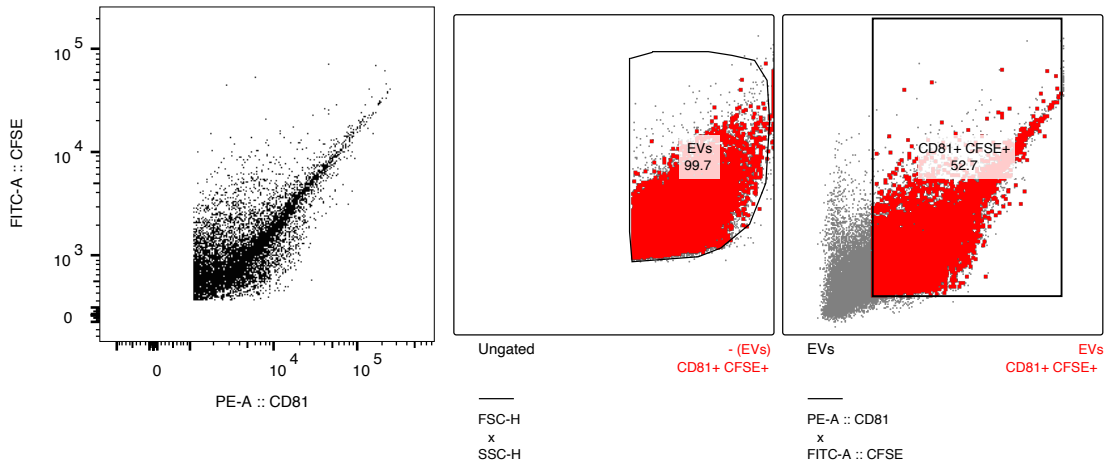 10^5
10^4
10^3
0
FITC-A :: CFSE
0
10^4
10^5
PE-A :: CD81
EVs
99.7
Ungated
- (EVs)
CD81+ CFSE+
FSC-H
x
SSC-H
CD81+ CFSE+
52.7
EVs
EVs
CD81+ CFSE+
PE-A :: CD81
x
FITC-A :: CFSE